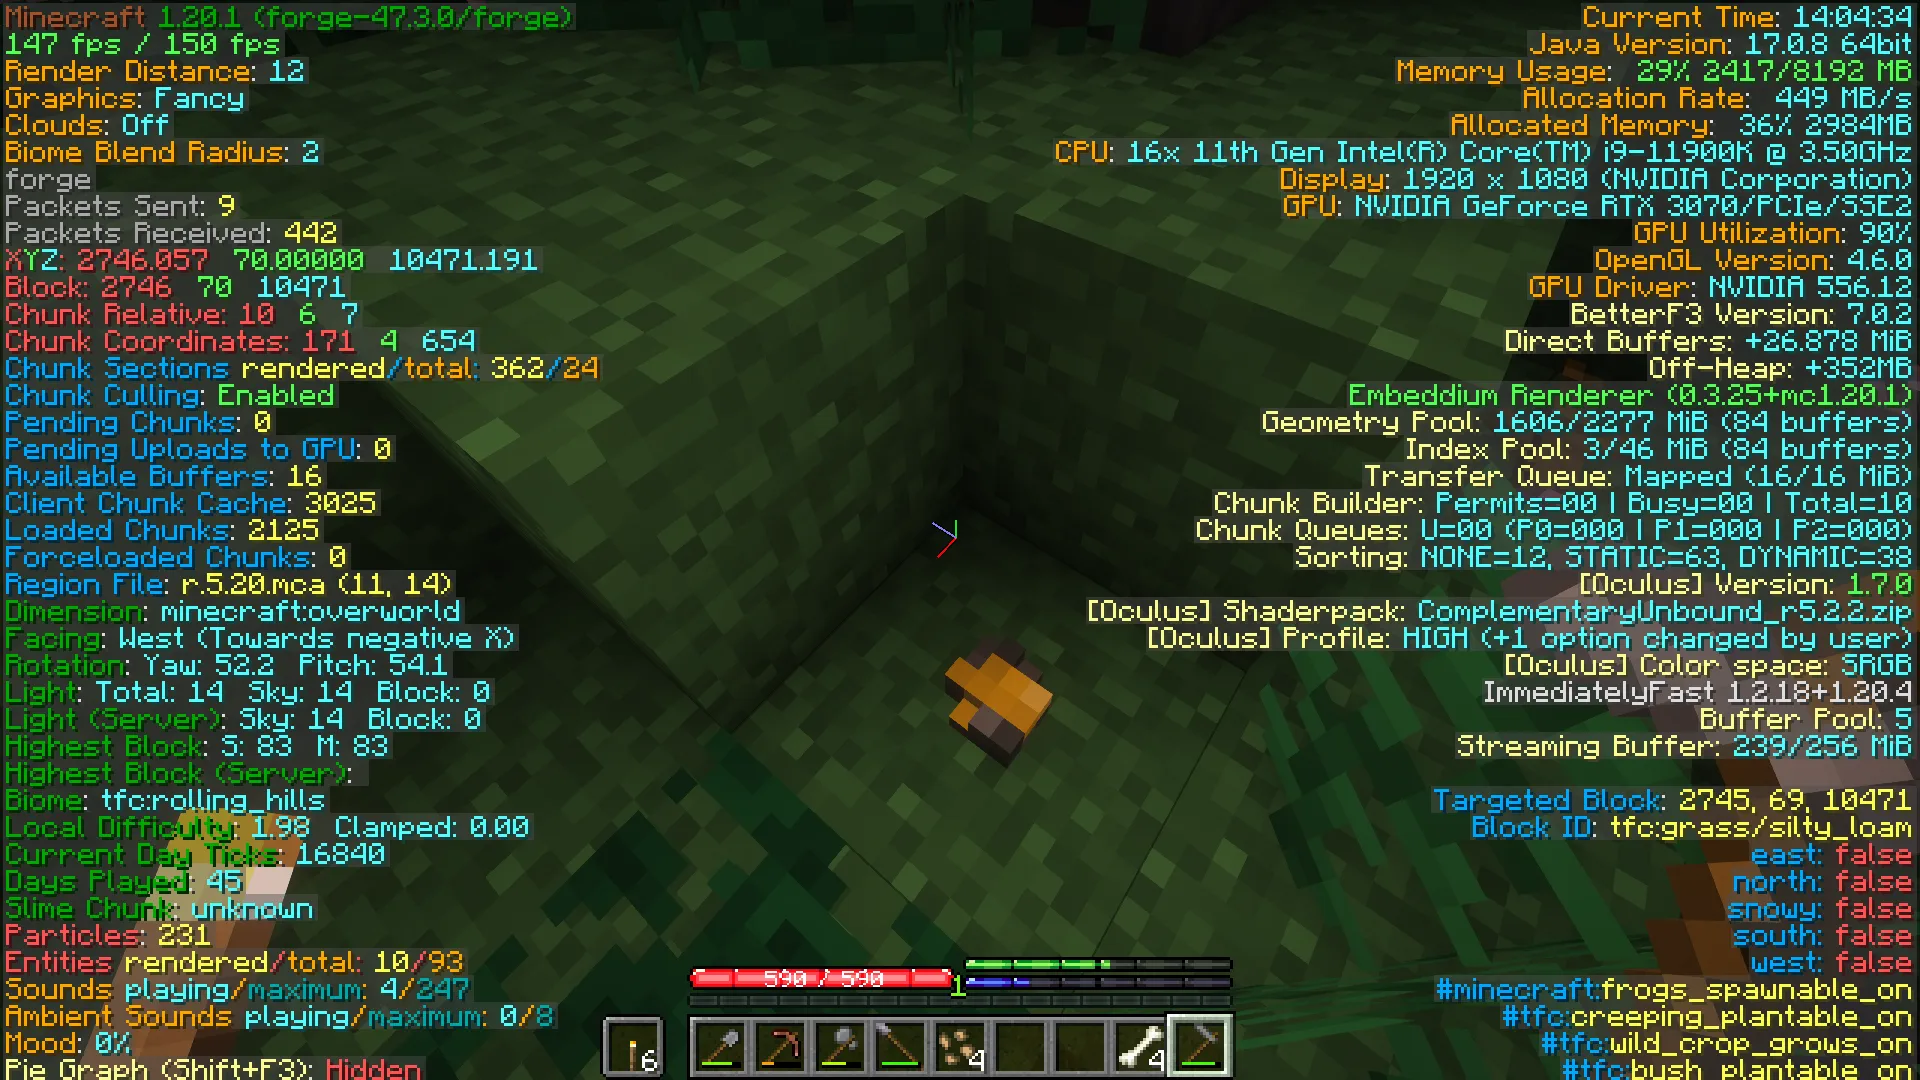 Minecraft 1.20.1 (forge-47.3.0/forge)
147 fps / 150 fps
Render Distance: 12
Graphics: Fancy
Clouds: Off
Biome Blend Radius: 2
forge
Packets Sent: 9
Packets Received: 442
XYZ: 2746.057 70.00000 10471.191
Block: 2746 70 10471
Chunk Relative: 10 6 7
Chunk Coordinates: 171 4 654
Chunk Sections rendered/total: 362/24
Chunk Culling: Enabled
Pending Chunks: 0
Pending Uploads to GPU: 0
Available Buffers: 16
Client Chunk Cache: 3025
Loaded Chunks: 2125
Forceloaded Chunks: 0
Region File: r.5.20.mca (11, 14)
Dimension: minecraft:overworld
Facing: West (Towards negative X)
Rotation: Yaw: 52.2 Pitch: 54.1
Light: Total: 14 Sky: 14 Block: 0
Light (Server): Sky: 14 Block: 0
Highest Block: S: 83 M: 83
Highest Block (Server):
Biome: tfc:rolling_hills
Local Difficulty: 1.98 Clamped: 0.00
Current Day Ticks: 16840
Days Played: 45
Slime Chunk: unknown
Particles: 231
Entities rendered/total: 10/93
Sounds playing/maximum: 4/247
Ambient Sounds playing/maximum: 0/8
Mood: 0%
Pie Graph (Shift+F3): Hidden
Current Time: 14:04:34
Java Version: 17.0.8 64bit
Memory Usage: 29% 2417/8192 MB
Allocation Rate: 449 MB/s
Allocated Memory: 36% 2984MB
CPU: 16x 11th Gen Intel(R) Core(TM) i9-11900K @ 3.50GHz
Display: 1920 x 1080 (NVIDIA Corporation)
GPU: NVIDIA GeForce RTX 3070/PCIe/SSE2
GPU Utilization: 90%
OpenGL Version: 4.6.0
GPU Driver: NVIDIA 556.12
BetterF3 Version: 7.0.2
Direct Buffers: +26.878 MiB
Off-Heap: +352MB
Embeddium Renderer (0.3.25+mc1.20.1)
Geometry Pool: 1606/2277 MiB (84 buffers)
Index Pool: 3/46 MiB (84 buffers)
Transfer Queue: Mapped (16/16 MiB)
Chunk Builder: Permits=00 | Busy=00 | Total=10
Chunk Queues: U=00 (P0=000 | P1=000 | P2=000)
Sorting: NONE=12, STATIC=63, DYNAMIC=38
[Oculus] Version: 1.7.0
[Oculus] Shaderpack: ComplementaryUnbound_r5.2.2.zip
[Oculus] Profile: HIGH (+1 option changed by user)
[Oculus] Color space: SRGB
ImmediatelyFast 1.2.18+1.20.4
Buffer Pool: 5
Streaming Buffer: 239/256 MiB
Targeted Block: 2745, 69, 10471
Block ID: tfc:grass/silty_loam
east: false
north: false
snowy: false
south: false
west: false
#minecraft:frogs_spawnable_on
#tfc:creeping_plantable_on
#tfc:wild_crop_grows_on
#tfc:bush_plantable_on
590 / 590
1
6
4
4